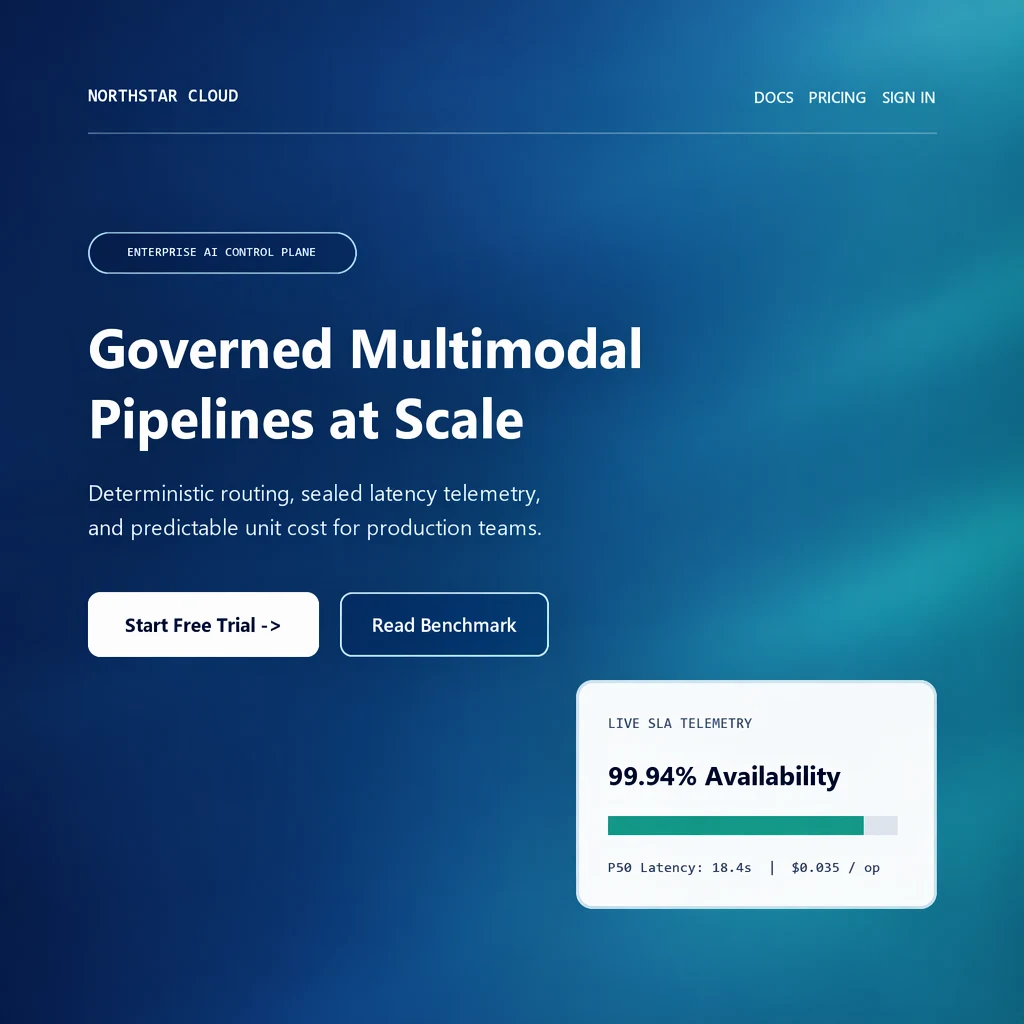 NORTHSTAR CLOUD
DOCS PRICING SIGN IN
ENTERPRISE AI CONTROL PLANE
Governed Multimodal
Pipelines at Scale
Deterministic routing, sealed latency telemetry,
and predictable unit cost for production teams.
Start Free Trial ->
Read Benchmark
LIVE SLA TELEMETRY
99.94% Availability
P50 Latency: 18.4s | $0.035 / op